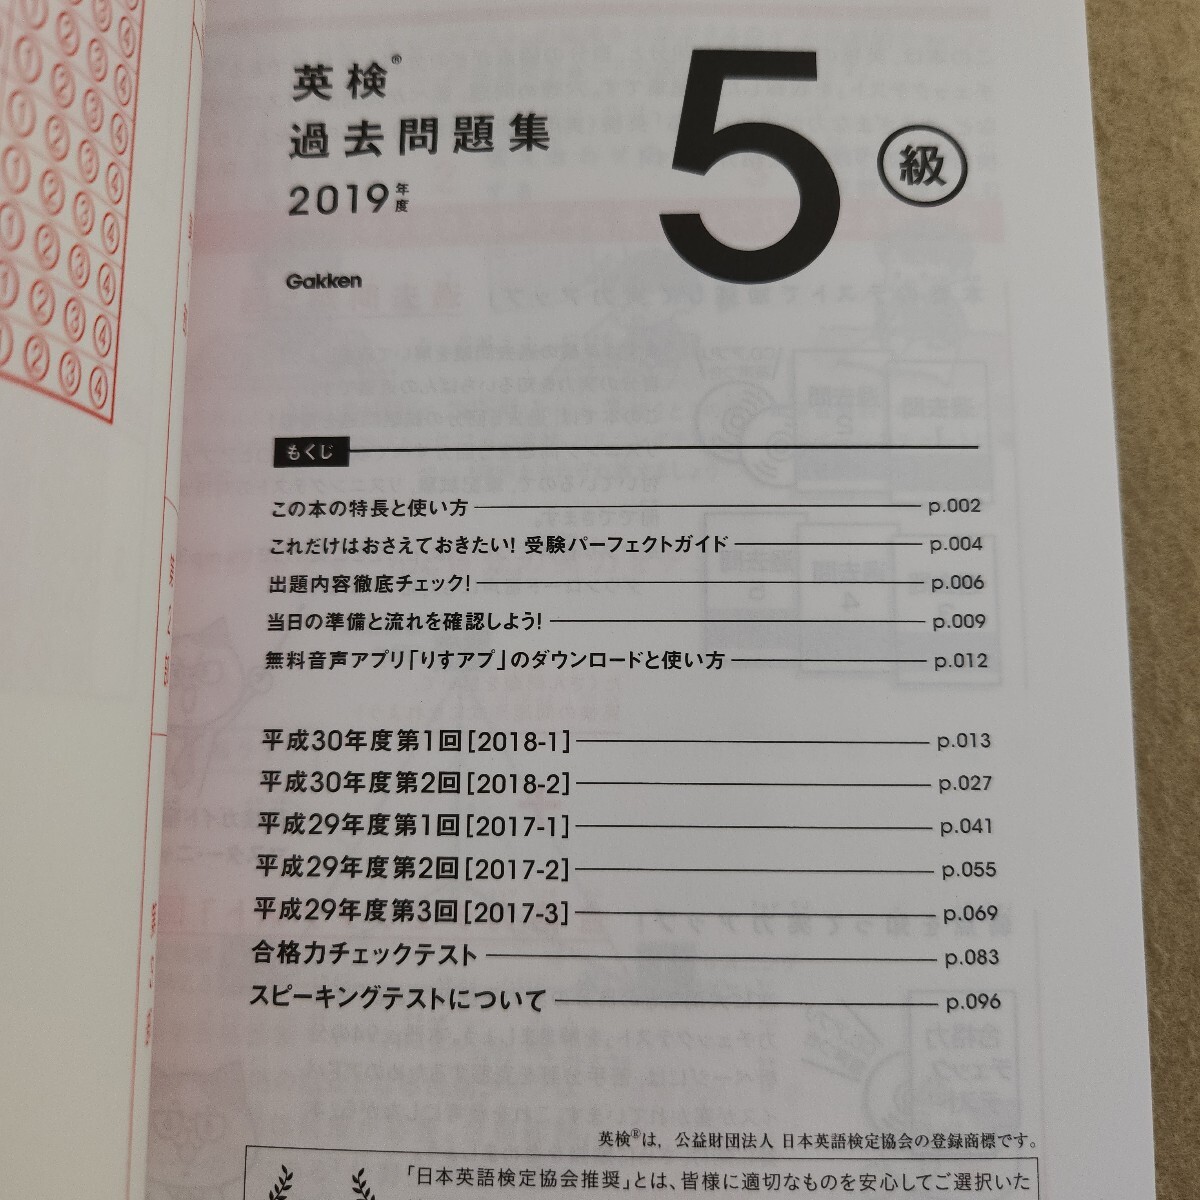 英検®
過去問題集
2019年度
5級
Gakken
もくじ
この本の特長と使い方 p.002
これだけはおさえておきたい! 受験パーフェクトガイド p.004
出題内容徹底チェック! p.006
当日の準備と流れを確認しよう! p.009
無料音声アプリ「りすアプ」のダウンロードと使い方 p.012
平成30年度第1回[2018-1] p.013
平成30年度第2回[2018-2] p.027
平成29年度第1回[2017-1] p.041
平成29年度第2回[2017-2] p.055
平成29年度第3回[2017-3] p.069
合格力チェックテスト p.083
スピーキングテストについて p.096
英検®は、公益財団法人 日本英語検定協会の登録商標です。
「日本英語検定協会推奨」とは、皆様に適切なものを安心してご選択いた